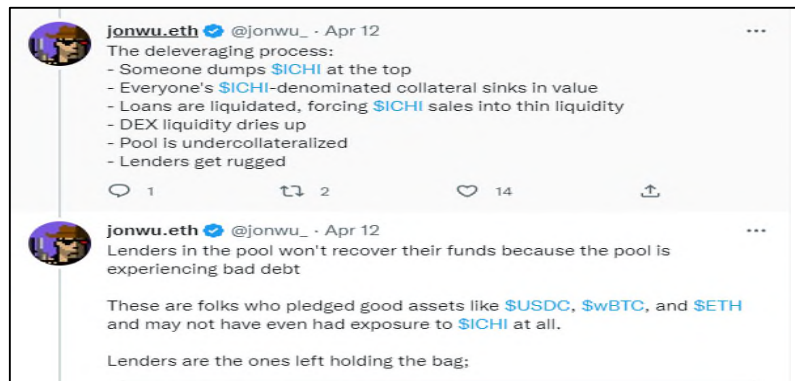 jonwu.eth @jonwu_ · Apr 12
The deleveraging process:
- Someone dumps $ICHI at the top
- Everyone's $ICHI-denominated collateral sinks in value
- Loans are liquidated, forcing $ICHI sales into thin liquidity
- DEX liquidity dries up
- Pool is undercollateralized
- Lenders get rugged
1 2 14
jonwu.eth @jonwu_ · Apr 12
Lenders in the pool won't recover their funds because the pool is
experiencing bad debt
These are folks who pledged good assets like $USDC, $wBTC, and $ETH
and may not have even had exposure to $ICHI at all.
Lenders are the ones left holding the bag;